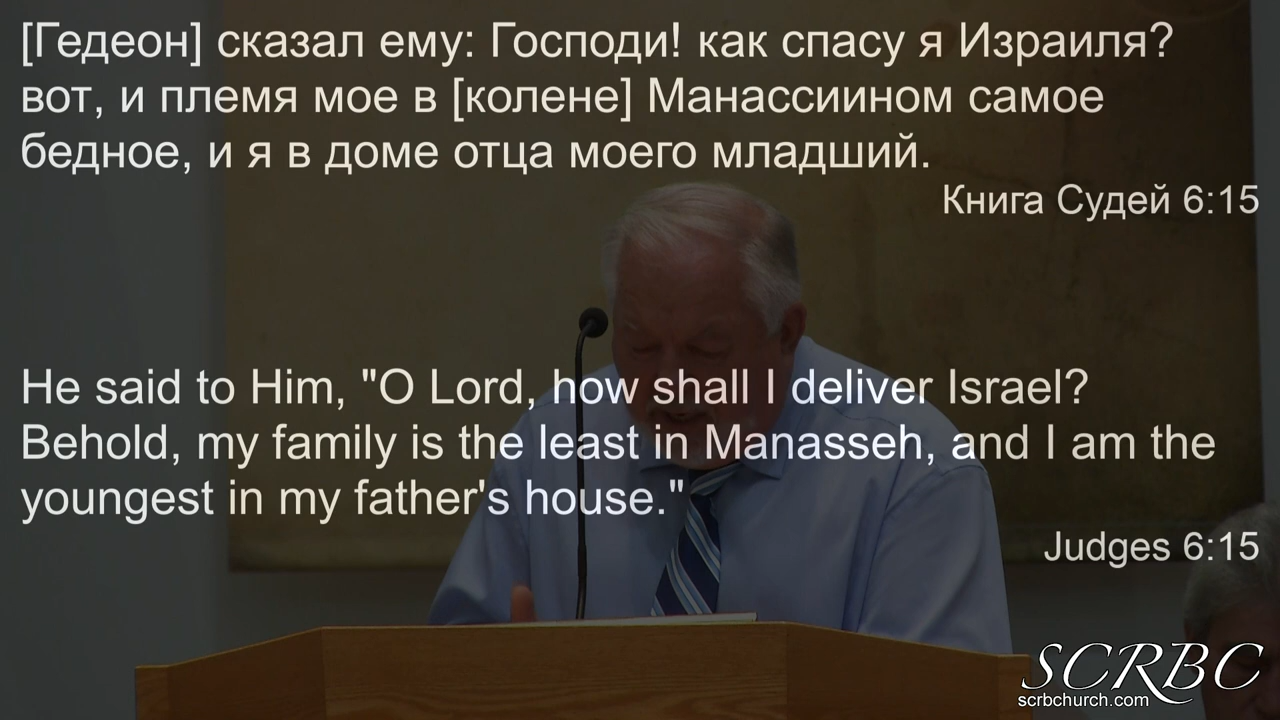 [Гедеон] сказал ему: Господи! как спасу я Израиля?
вот, и племя мое в [колене] Манассиином самое
бедное, и я в доме отца моего младший.
Книга Судей 6:15
He said to Him, "O Lord, how shall I deliver Israel?
Behold, my family is the least in Manasseh, and I am the
youngest in my father's house."
Judges 6:15
SCRBC
scrbchurch.com